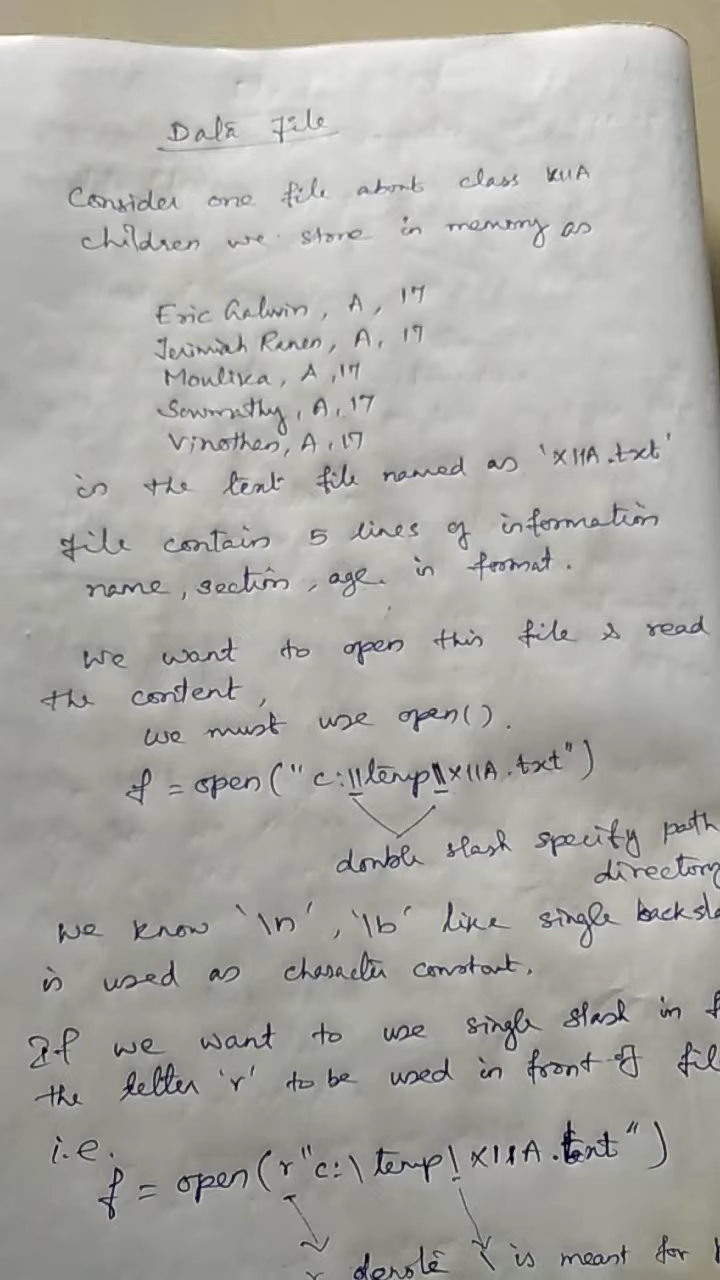 Data File
Consider one file about class XIIA
children we store in memory as
Eric Galwin, A, 17
Jerimiah Ranen, A, 17
Moulika, A, 17
Sowmathy, A, 17
Vinothen, A, 17
in the text file named as 'XIIA.txt'
file contain 5 lines of information
name, section, age. in format.
We want to open this file & read
the content,
we must use open().
f = open("c:\\temp\\XIIA.txt")
double slash specify path
directory
We know '\n', '\b' like single
is used as character constant.
If we want to use single slash in
the letter 'r' to be used in front of
i.e.
f = open(r"c:\temp\XIIA.txt")
denote '\' is meant for